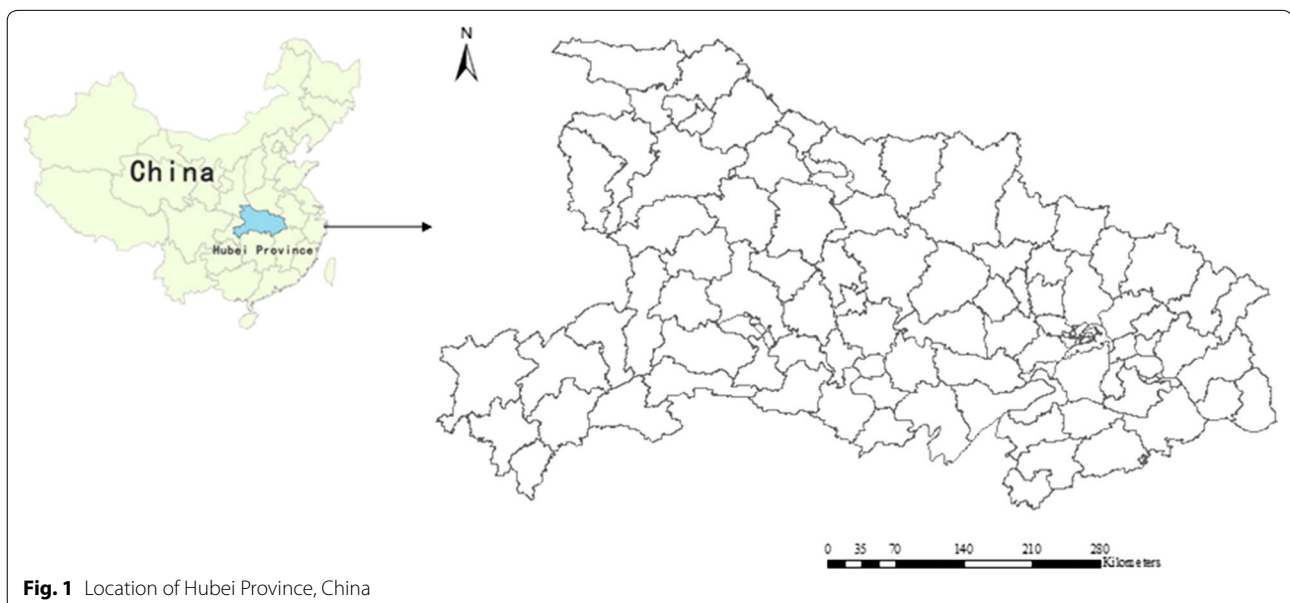 N
China
Hubei Province
0 35 70 140 210 280
Kilometers
Fig. 1 Location of Hubei Province, China